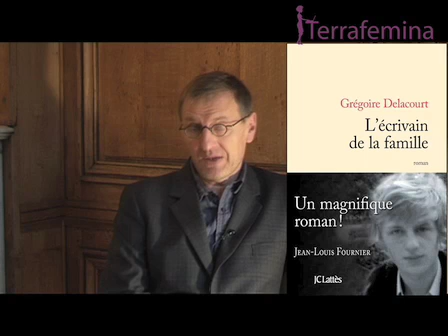 Terrafemina
Grégoire Delacourt
L'écrivain
de la famille
roman
Un magnifique
roman!
JEAN-LOUIS FOURNIER
JC Lattès